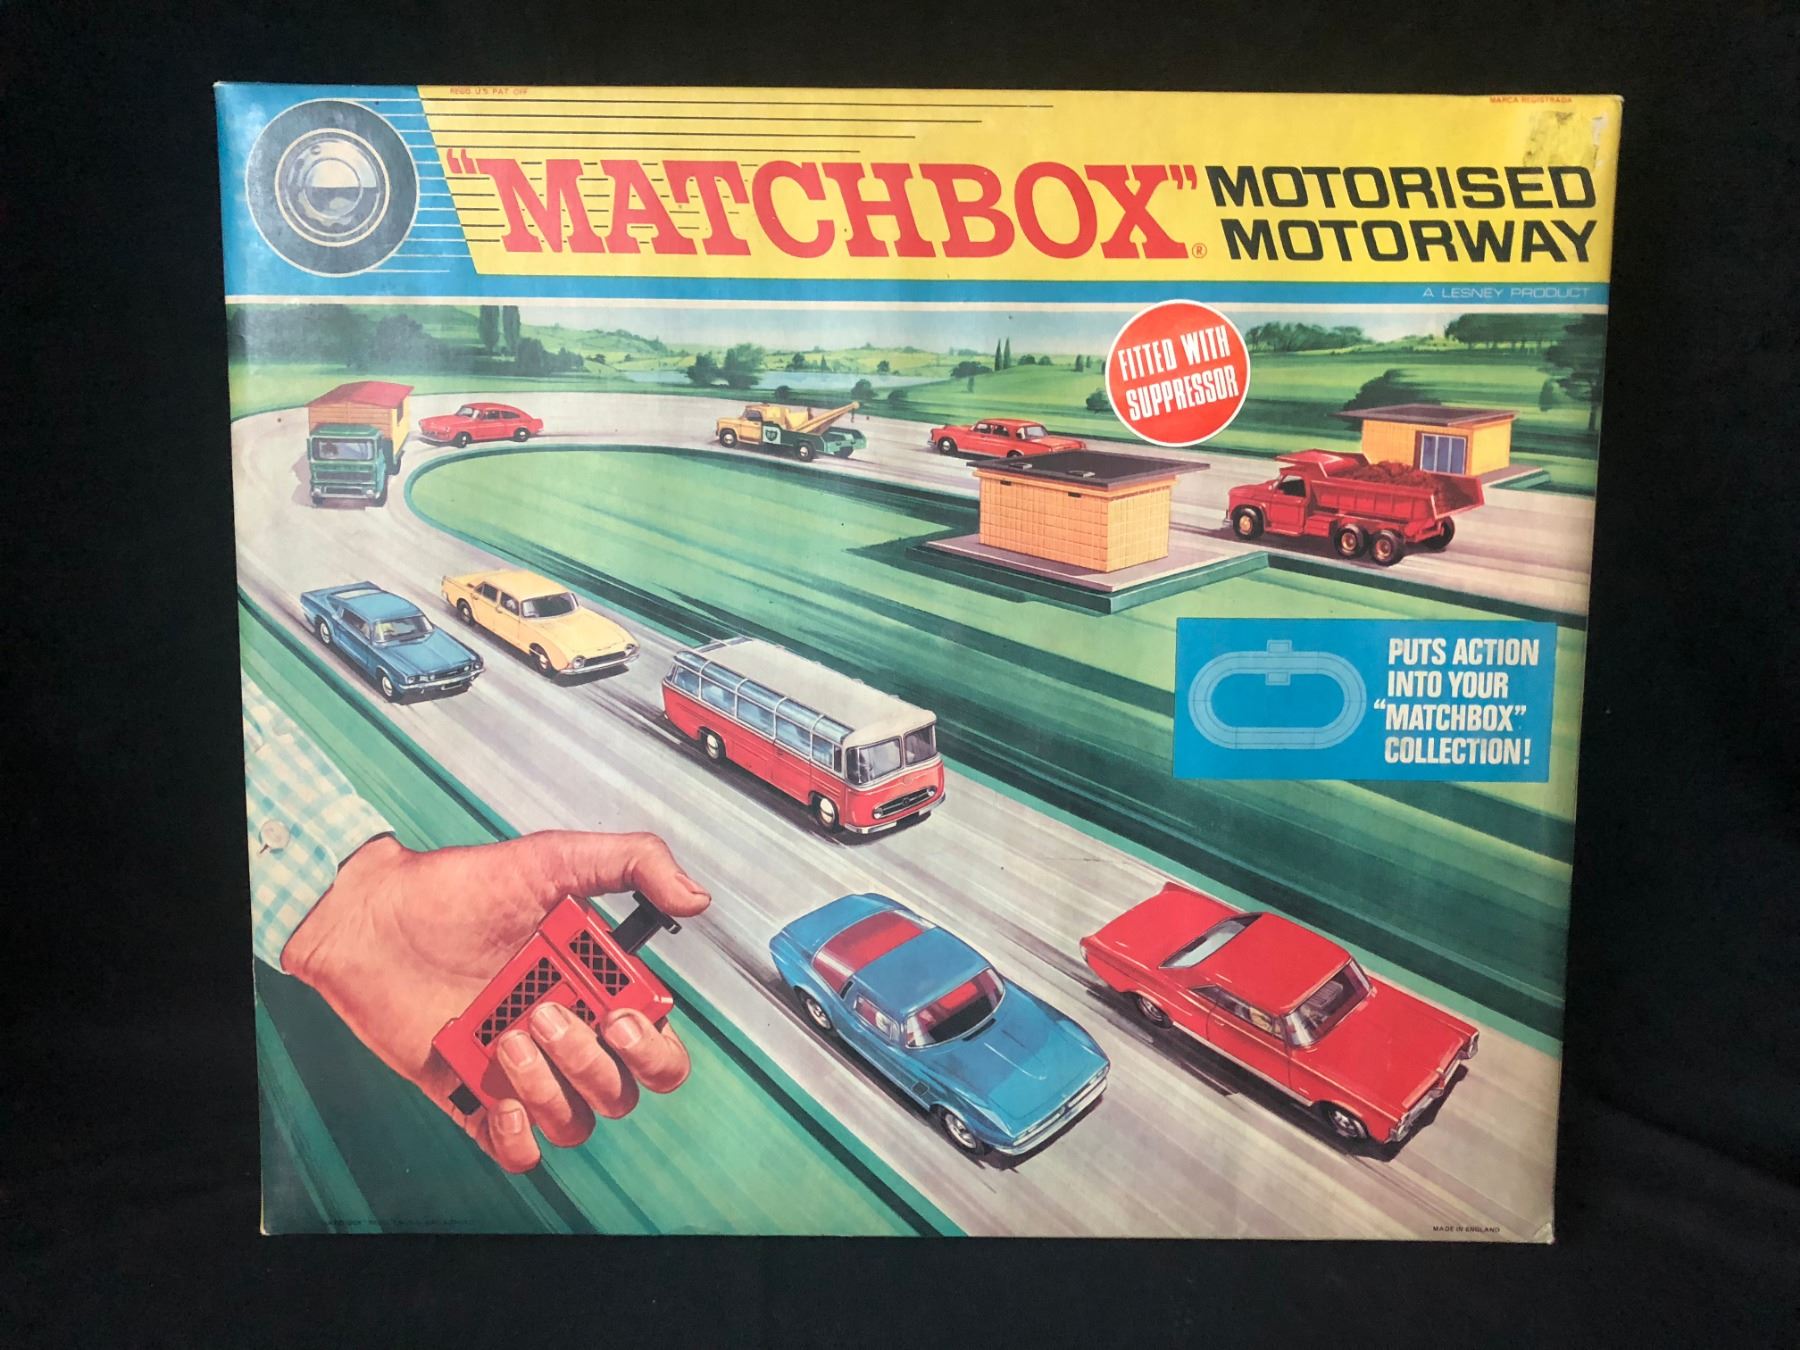 REGD. U.S. PAT. OFF.
MARCA REGISTRADA
“MATCHBOX”®
MOTORISED
MOTORWAY
A LESNEY PRODUCT
FITTED WITH
SUPPRESSOR
BP
PUTS ACTION
INTO YOUR
“MATCHBOX”
COLLECTION!
MADE IN ENGLAND